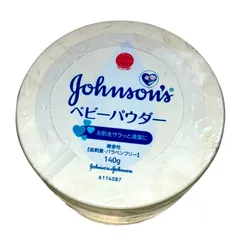 Johnson's
ベビーパウダー
お肌をサラッと清潔に
微香性
【低刺激・パラベンフリー】
140g
Johnson & Johnson
6114087